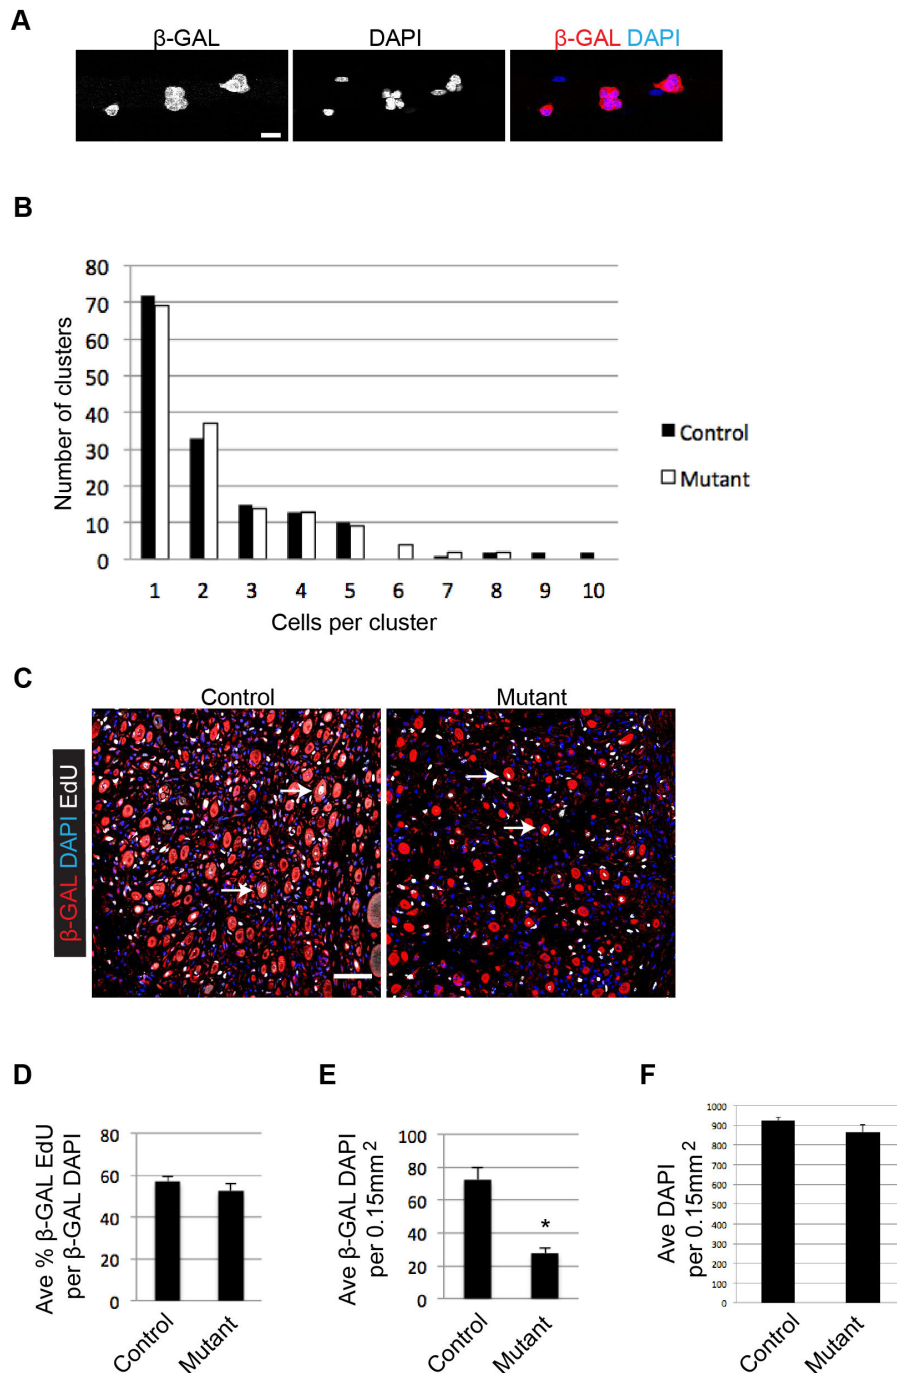 A
β-GAL DAPI β-GAL DAPI
B
80
70
60
50
40
30
20
10
0
Number of clusters
1 2 3 4 5 6 7 8 9 10
Cells per cluster
Control
Mutant
C
Control Mutant
β-GAL DAPI EdU
D
Ave % β-GAL EdU
per β-GAL DAPI
80
60
40
20
0
Control Mutant
E
Ave β-GAL DAPI
per 0.15mm²
100
80
60
40
20
0
*
Control Mutant
F
Ave DAPI
per 0.15mm²
1000
900
800
700
600
500
400
300
200
100
0
Control Mutant